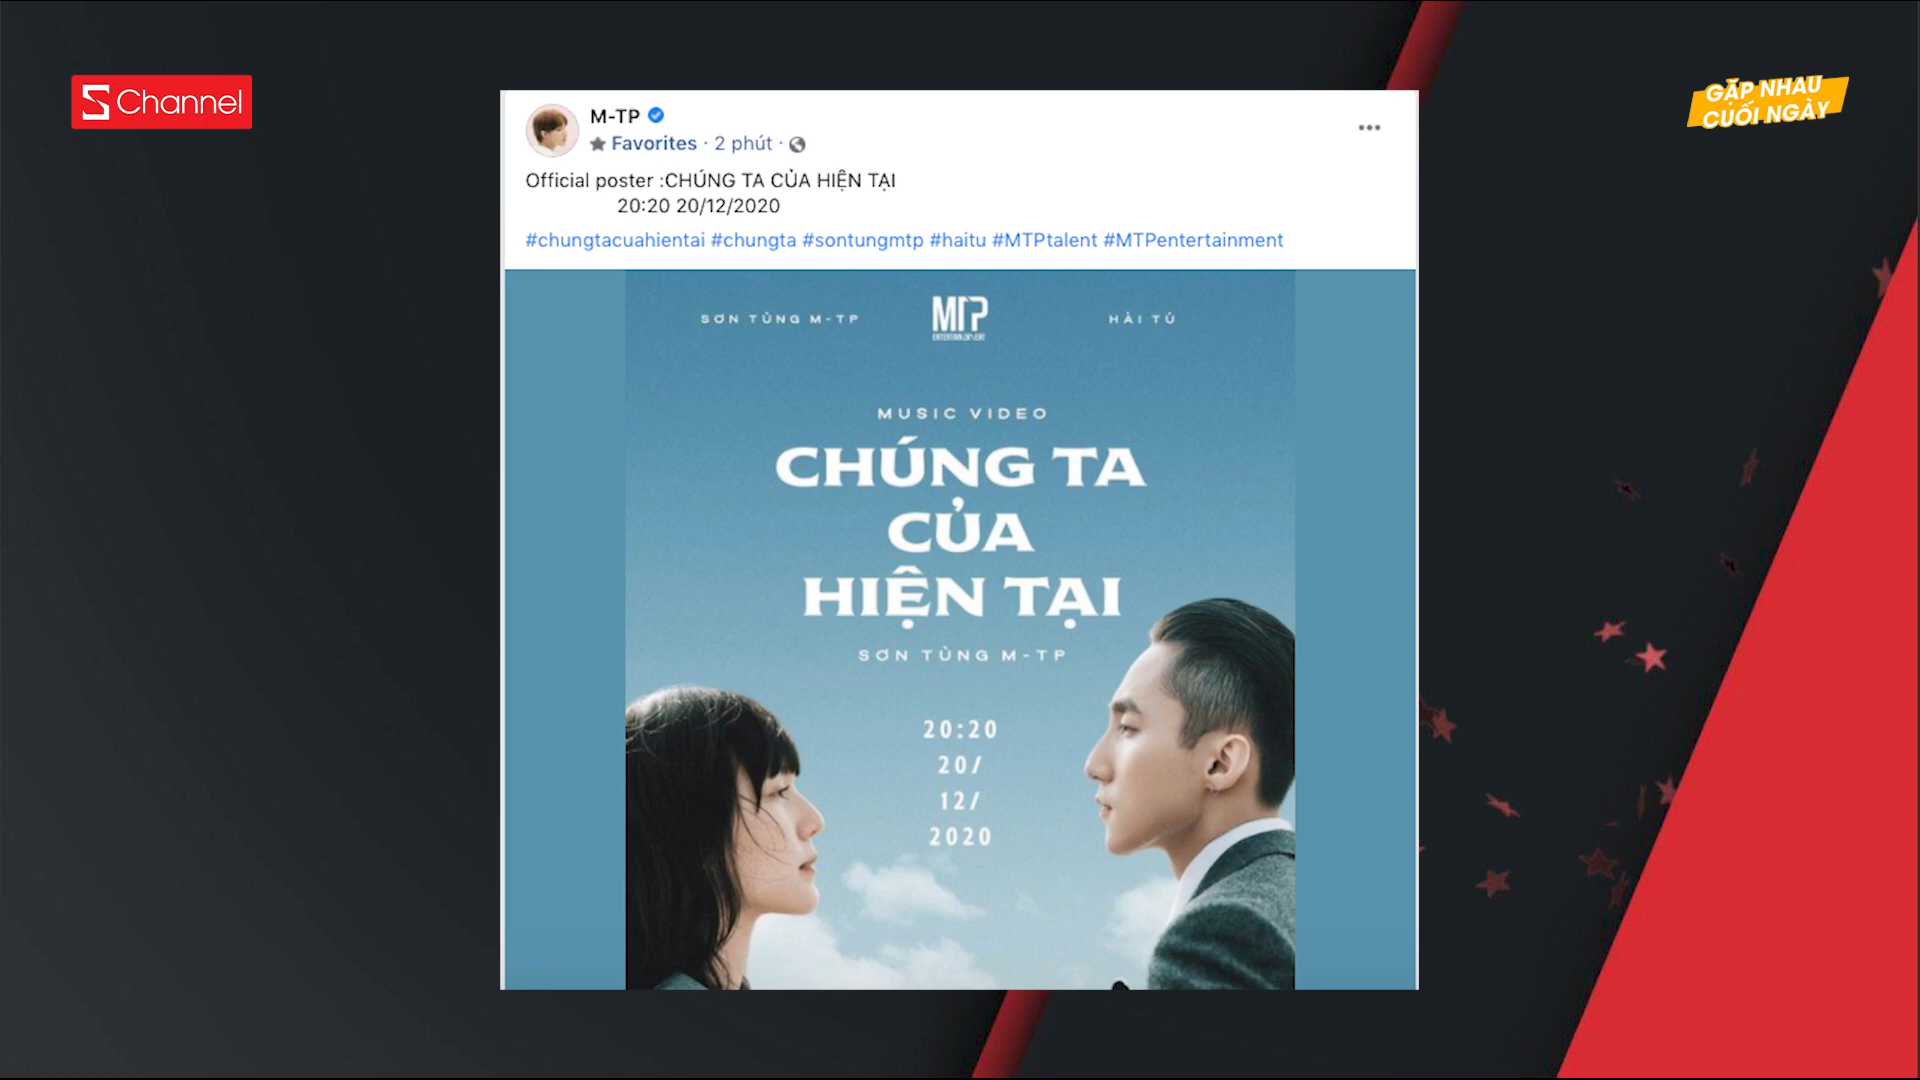 S Channel
GẶP NHAU
CUỐI NGÀY
M-TP
Favorites · 2 phút ·
Official poster :CHÚNG TA CỦA HIỆN TẠI
20:20 20/12/2020
#chungtacuahientai #chungta #sontungmtp #haitu #MTPtalent #MTPentertainment
SƠN TÙNG M-TP
MTP
ENTERTAINMENT
HẢI TÚ
MUSIC VIDEO
CHÚNG TA
CỦA
HIỆN TẠI
SƠN TÙNG M-TP
20:20
20/
12/
2020